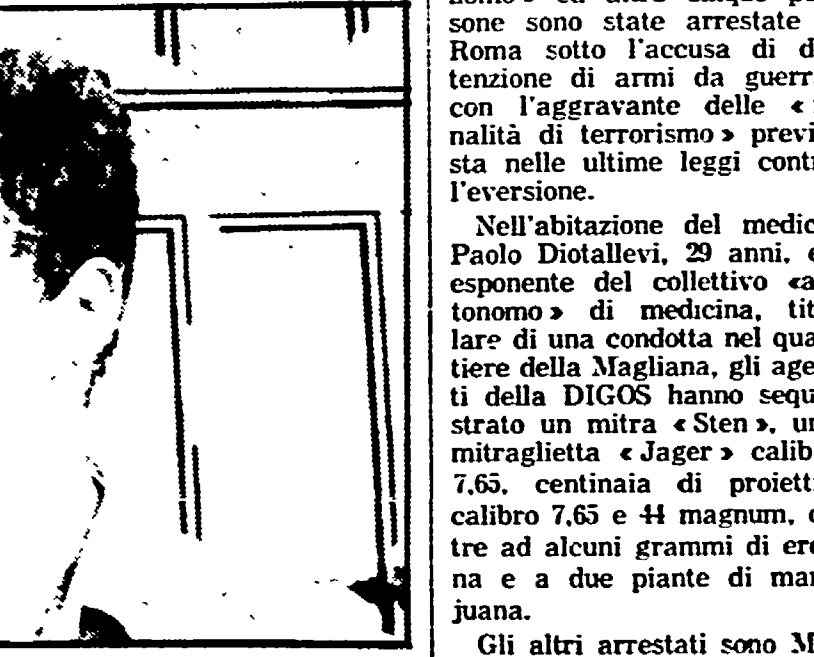 sone sono state arrestate
Roma sotto l'accusa di d
tenzione di armi da guerr
con l'aggravante delle «
nalità di terrorismo » previ
sta nelle ultime leggi contr
l'eversione.
Nell'abitazione del medic
Paolo Diotallevi, 29 anni, e
esponente del collettivo «a
tonomo » di medicina, tit
lare di una condotta nel qua
tiere della Magliana, gli age
ti della DIGOS hanno sequ
strato un mitra « Sten », un
mitraglietta « Jager » calib
7,65, centinaia di proietti
calibro 7,65 e 44 magnum, o
tre ad alcuni grammi di ero
na e a due piante di mar
juana.
Gli altri arrestati sono M